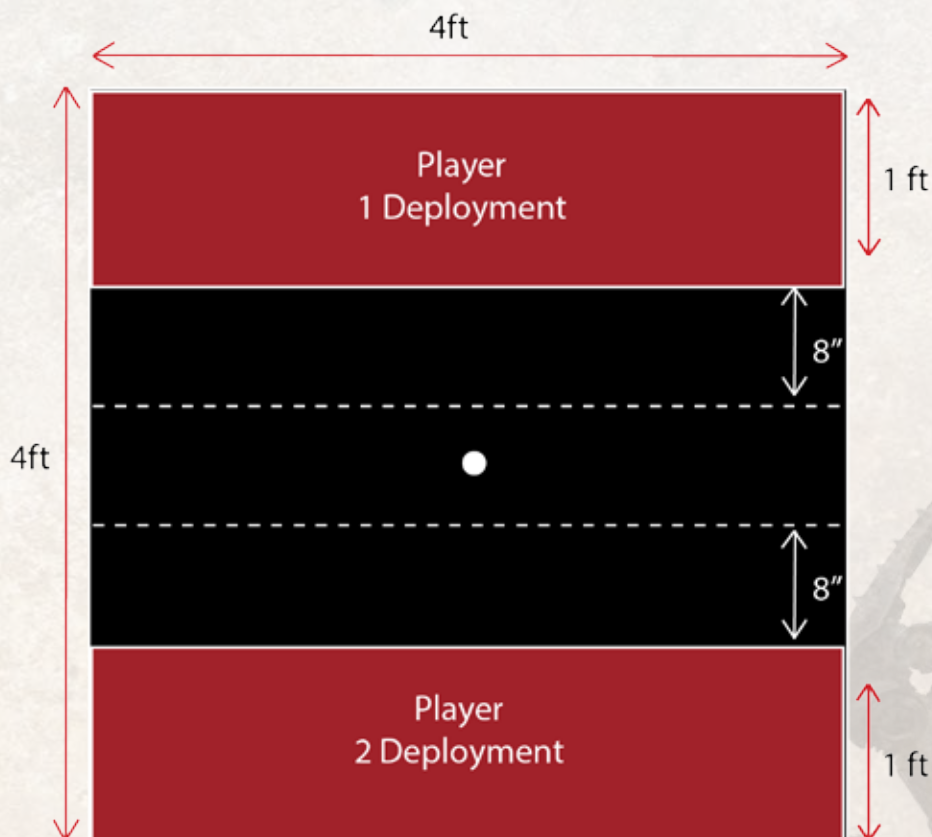 4ft
Player
1 Deployment
1 ft
8”
4ft
8”
Player
2 Deployment
1 ft